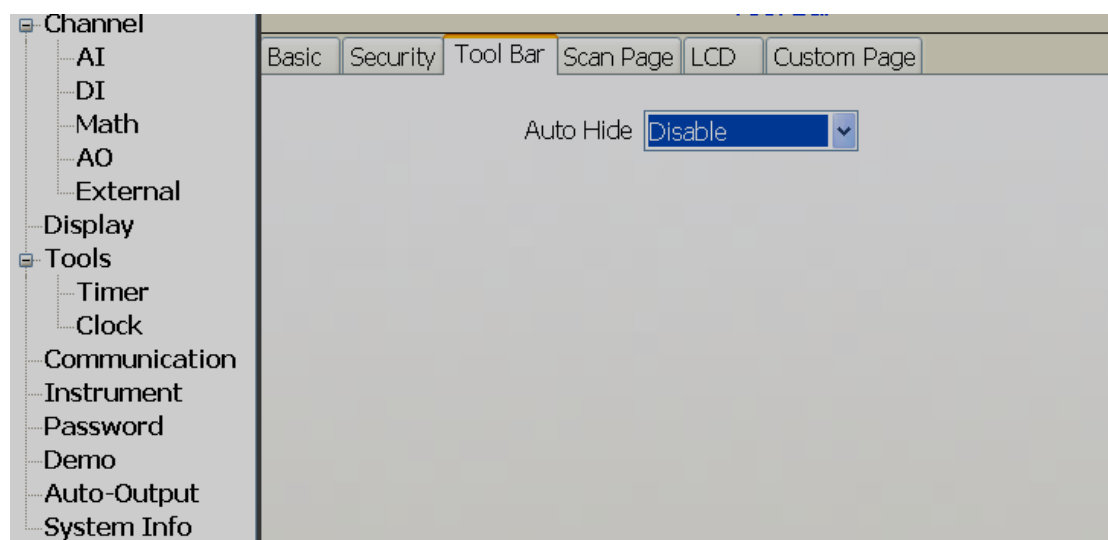 Channel
AI
DI
Math
AO
External
Display
Tools
Timer
Clock
Communication
Instrument
Password
Demo
Auto-Output
System Info
Basic Security Tool Bar Scan Page LCD Custom Page
Auto Hide Disable